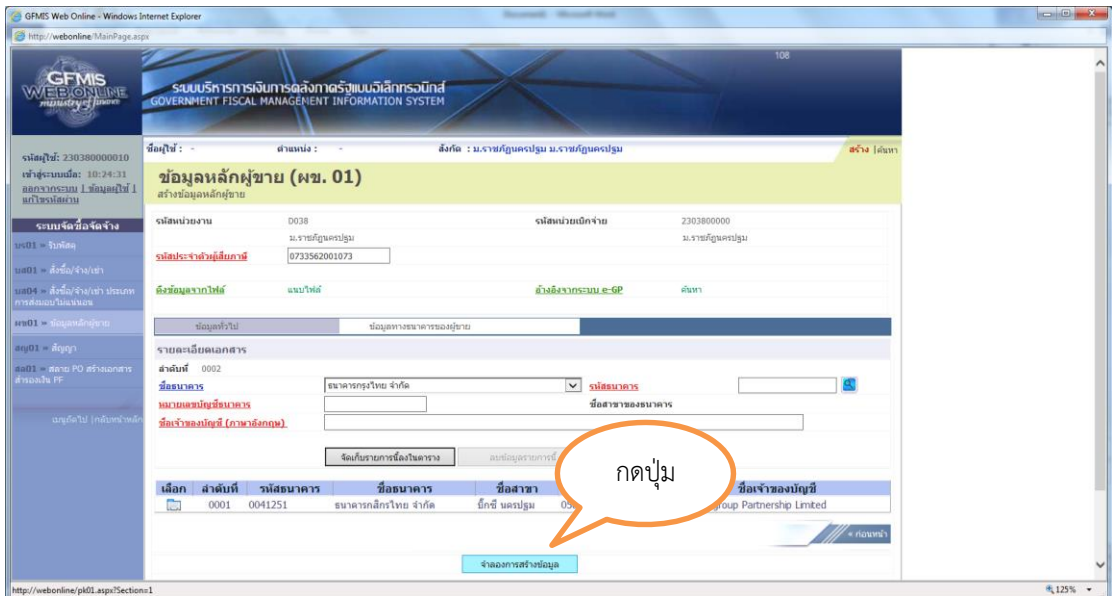 GFMIS Web Online - Windows Internet Explorer
http://webonline/MainPage.aspx
108
GFMIS
WEB ONLINE
ministry of finance
ระบบบริหารการเงินการคลังภาครัฐแบบอิเล็กทรอนิกส์
GOVERNMENT FISCAL MANAGEMENT INFORMATION SYSTEM
รหัสผู้ใช้: 230380000010
เข้าสู่ระบบเมื่อ: 10:24:31
ออกจากระบบ | ข้อมูลผู้ใช้ |
แก้ไขรหัสผ่าน
ระบบจัดซื้อจัดจ้าง
บร01 » รับพัสดุ
บส01 » สั่งซื้อ/จ้าง/เช่า
บส04 » สั่งซื้อ/จ้าง/เช่า ประเภท
การส่งมอบไม่แน่นอน
ผข01 » ข้อมูลหลักผู้ขาย
สญ01 » สัญญา
สล01 » สลาย PO สร้างเอกสาร
สำรองเงิน PF
เมนูถัดไป |กลับหน้าหลัก
ชื่อผู้ใช้ : - ตำแหน่ง : - สังกัด : ม.ราชภัฏนครปฐม ม.ราชภัฏนครปฐม
สร้าง |ค้นหา
ข้อมูลหลักผู้ขาย (ผข. 01)
สร้างข้อมูลหลักผู้ขาย
รหัสหน่วยงาน D038 รหัสหน่วยเบิกจ่าย 2303800000
ม.ราชภัฏนครปฐม ม.ราชภัฏนครปฐม
รหัสประจำตัวผู้เสียภาษี 0733562001073
ดึงข้อมูลจากไฟล์ แนบไฟล์ อ้างอิงจากระบบ e-GP ค้นหา
ข้อมูลทั่วไป ข้อมูลทางธนาคารของผู้ขาย
รายละเอียดเอกสาร
ลำดับที่ 0002
ชื่อธนาคาร ธนาคารกรุงไทย จำกัด รหัสธนาคาร
หมายเลขบัญชีธนาคาร ชื่อสาขาของธนาคาร
ชื่อเจ้าของบัญชี (ภาษาอังกฤษ)
จัดเก็บรายการนี้ลงในตาราง ลบข้อมูลรายการนี้
กดปุ่ม
เลือก ลำดับที่ รหัสธนาคาร ชื่อธนาคาร ชื่อสาขา ชื่อเจ้าของบัญชี
0001 0041251 ธนาคารกสิกรไทย จำกัด บิ๊กซี นครปฐม Partnership Limited
« ก่อนหน้า
จำลองการสร้างข้อมูล
http://webonline/pk01.aspx?Section=1
125%